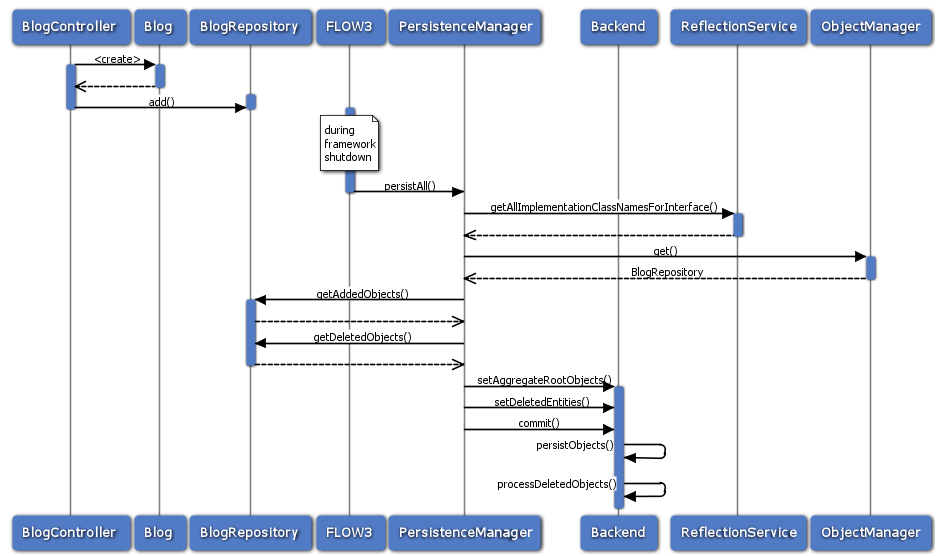 BlogController Blog BlogRepository FLOW3 PersistenceManager Backend ReflectionService ObjectManager
<create>
add()
during
framework
shutdown
persistAll()
getAllImplementationClassNamesForInterface()
get()
BlogRepository
getAddedObjects()
getDeletedObjects()
setAggregateRootObjects()
setDeletedEntities()
commit()
persistObjects()
processDeletedObjects()
BlogController Blog BlogRepository FLOW3 PersistenceManager Backend ReflectionService ObjectManager